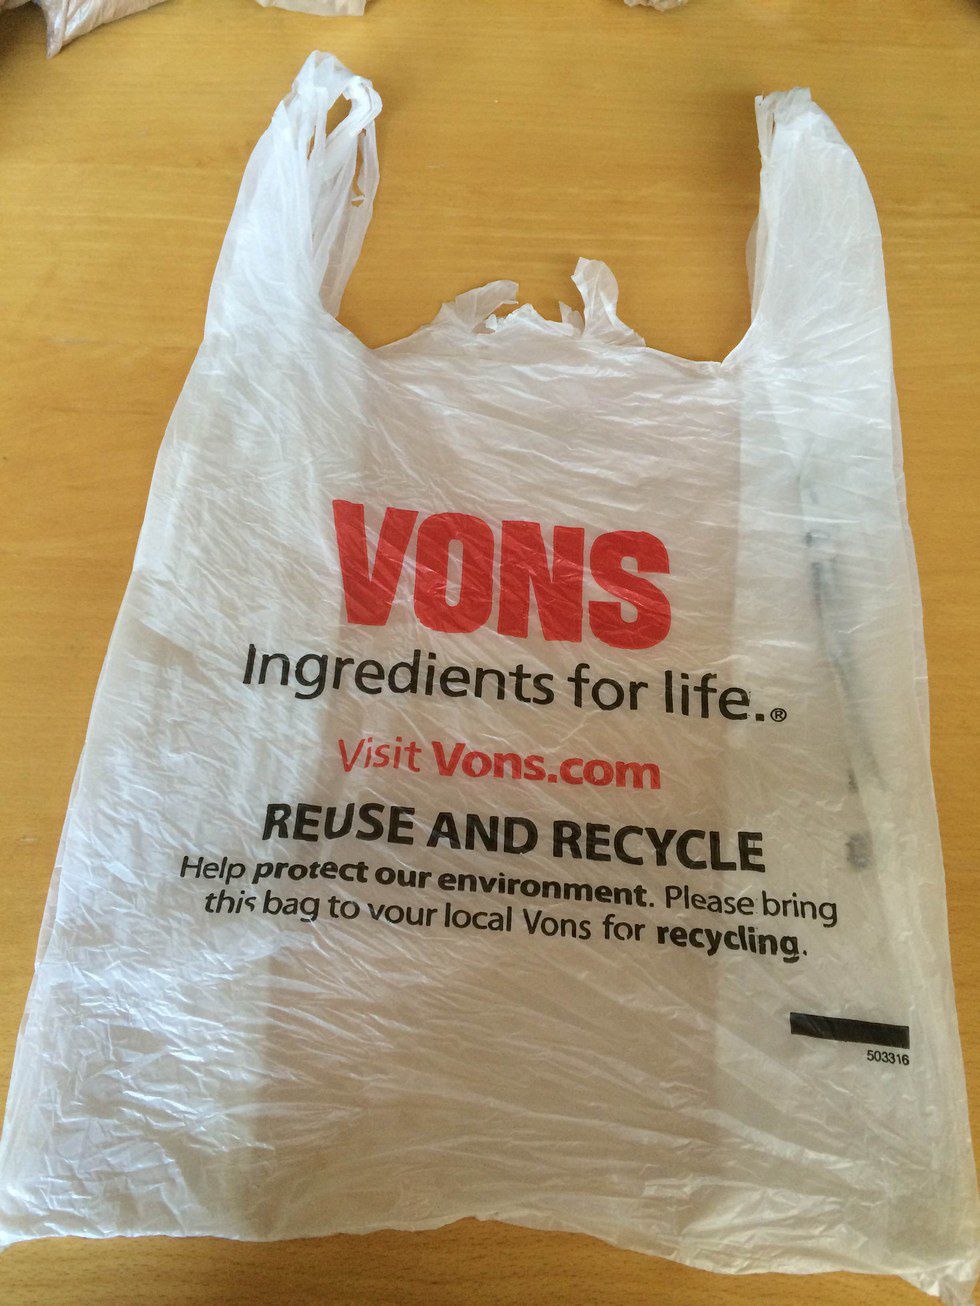 VONS
Ingredients for life.®
Visit Vons.com
REUSE AND RECYCLE
Help protect our environment. Please bring
this bag to your local Vons for recycling.
503316